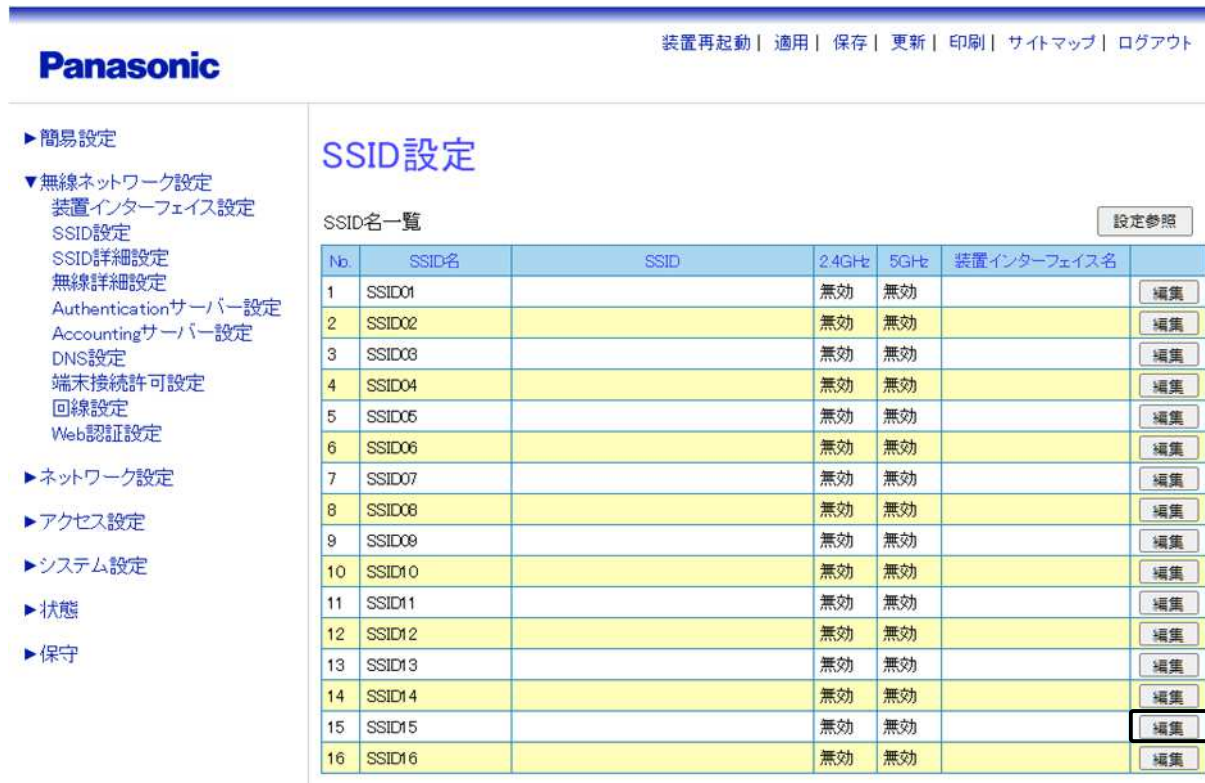 Panasonic
装置再起動 | 適用 | 保存 | 更新 | 印刷 | サイトマップ | ログアウト
►簡易設定
▼無線ネットワーク設定
装置インターフェイス設定
SSID設定
SSID詳細設定
無線詳細設定
Authenticationサーバー設定
Accountingサーバー設定
DNS設定
端末接続許可設定
回線設定
Web認証設定
►ネットワーク設定
►アクセス設定
►システム設定
►状態
►保守
SSID設定
SSID名一覧 設定参照
No. SSID名 SSID 2.4GHz 5GHz 装置インターフェイス名
1 SSID01 無効 無効 編集
2 SSID02 無効 無効 編集
3 SSID03 無効 無効 編集
4 SSID04 無効 無効 編集
5 SSID05 無効 無効 編集
6 SSID06 無効 無効 編集
7 SSID07 無効 無効 編集
8 SSID08 無効 無効 編集
9 SSID09 無効 無効 編集
10 SSID10 無効 無効 編集
11 SSID11 無効 無効 編集
12 SSID12 無効 無効 編集
13 SSID13 無効 無効 編集
14 SSID14 無効 無効 編集
15 SSID15 無効 無効 編集
16 SSID16 無効 無効 編集